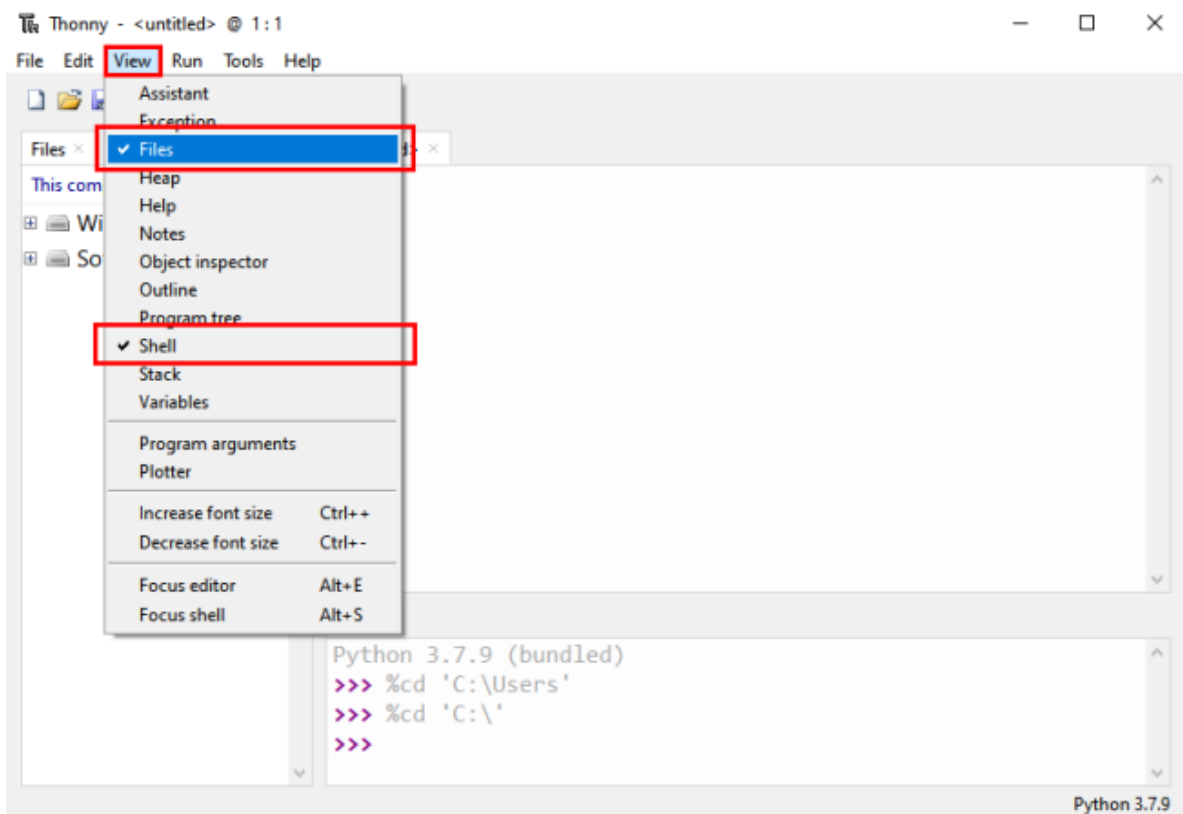 Thonny - <untitled> @ 1:1
File Edit View Run Tools Help
Files
This com
Wi
So
Assistant
Exception
Files
Heap
Help
Notes
Object inspector
Outline
Program tree
Shell
Stack
Variables
Program arguments
Plotter
Increase font size Ctrl++
Decrease font size Ctrl+-
Focus editor Alt+E
Focus shell Alt+S
Python 3.7.9 (bundled)
>>> %cd 'C:\Users'
>>> %cd 'C:\'
>>>
Python 3.7.9